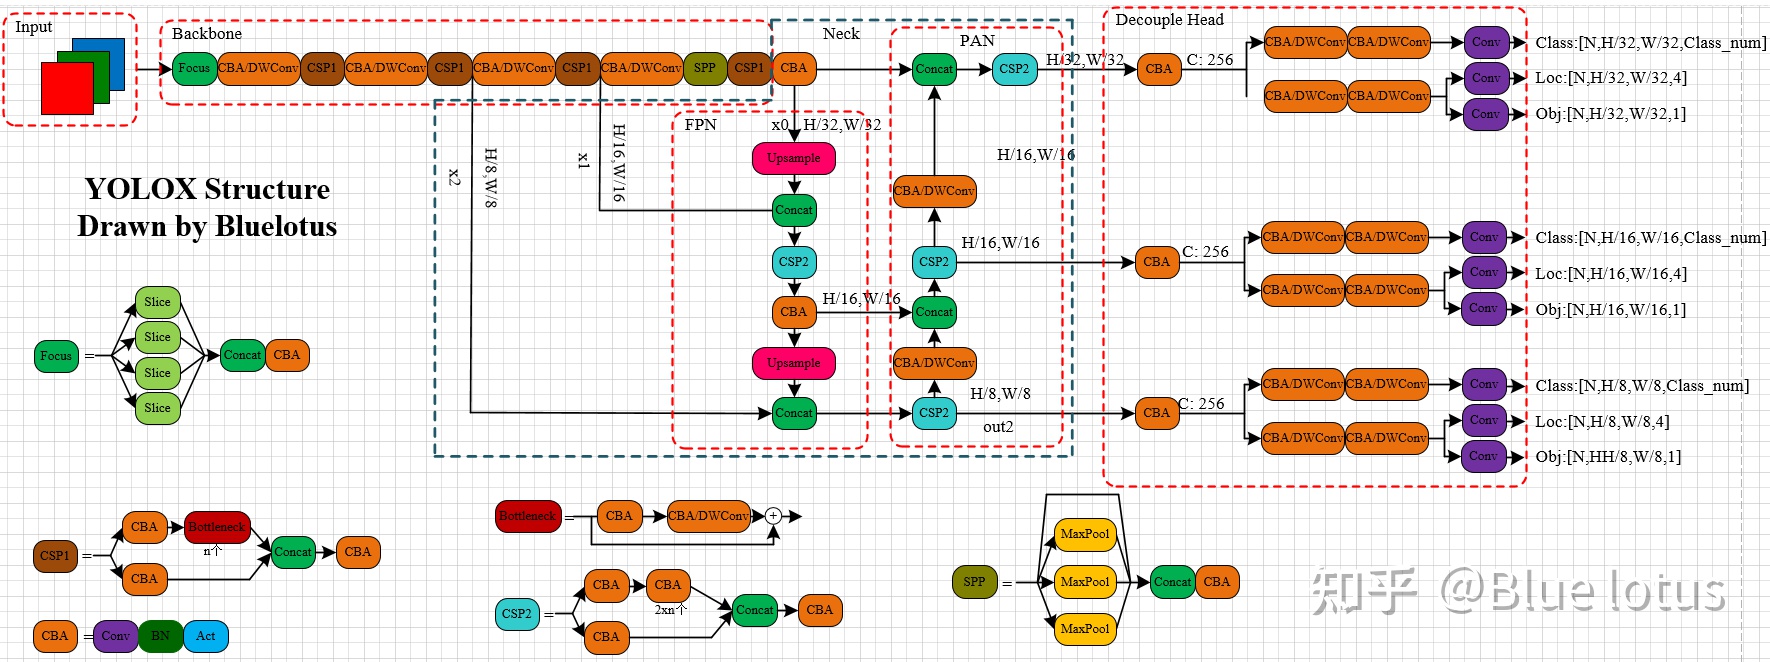 Input
Backbone
Neck
PAN
Decouple Head
Focus CBA/DWConv CSP1 CBA/DWConv CSP1 CBA/DWConv CSP1 CBA/DWConv SPP CSP1 CBA
Concat
CSP2
H/32,W/32
CBA
C: 256
CBA/DWConv CBA/DWConv
Conv
Class:[N,H/32,W/32,Class_num]
CBA/DWConv CBA/DWConv
Conv
Loc:[N,H/32,W/32,4]
Conv
Obj:[N,H/32,W/32,1]
FPN
x0
H/32,W/32
x2
H/8,W/8
x1
H/16,W/16
Upsample
Concat
CSP2
CBA
H/16,W/16
Upsample
Concat
H/16,W/16
CBA/DWConv
CSP2
H/16,W/16
Concat
CBA/DWConv
CSP2
H/8,W/8
out2
CBA
C: 256
CBA/DWConv CBA/DWConv
Conv
Class:[N,H/16,W/16,Class_num]
CBA/DWConv CBA/DWConv
Conv
Loc:[N,H/16,W/16,4]
Conv
Obj:[N,H/16,W/16,1]
CBA
C: 256
CBA/DWConv CBA/DWConv
Conv
Class:[N,H/8,W/8,Class_num]
CBA/DWConv CBA/DWConv
Conv
Loc:[N,H/8,W/8,4]
Conv
Obj:[N,HH/8,W/8,1]
YOLOX Structure
Drawn by Bluelotus
Focus =
Slice
Slice
Slice
Slice
Concat CBA
CSP1 =
CBA
Bottleneck
n个
CBA
Concat
CBA
CBA = Conv BN Act
Bottleneck = CBA CBA/DWConv +
CSP2 =
CBA
CBA
2xn个
CBA
Concat
CBA
SPP =
MaxPool
MaxPool
MaxPool
Concat CBA
知乎 @Blue lotus